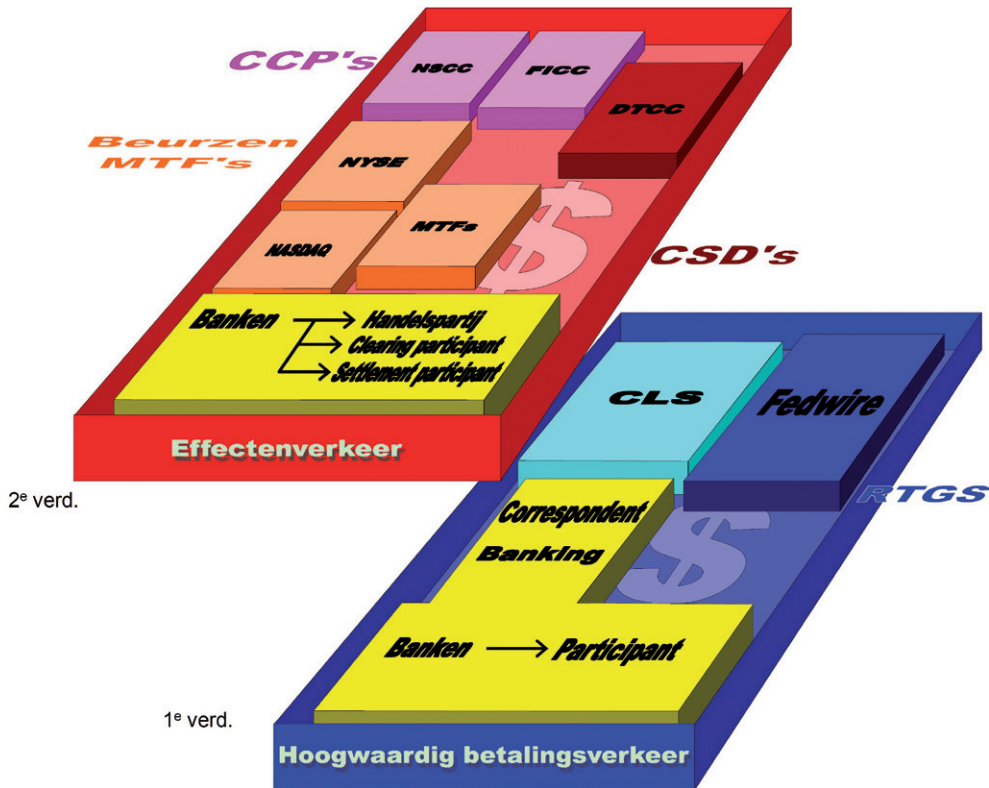 CCP's
NSCC
FICC
DTCC
Beurzen
MTF's
NYSE
NASDAQ
MTFs
$
CSD's
Banken
Handelspartij
Clearing participant
Settlement participant
Effectenverkeer
2e verd.
CLS
Fedwire
RTGS
$
Correspondent
Banking
Banken
Participant
1e verd.
Hoogwaardig betalingsverkeer